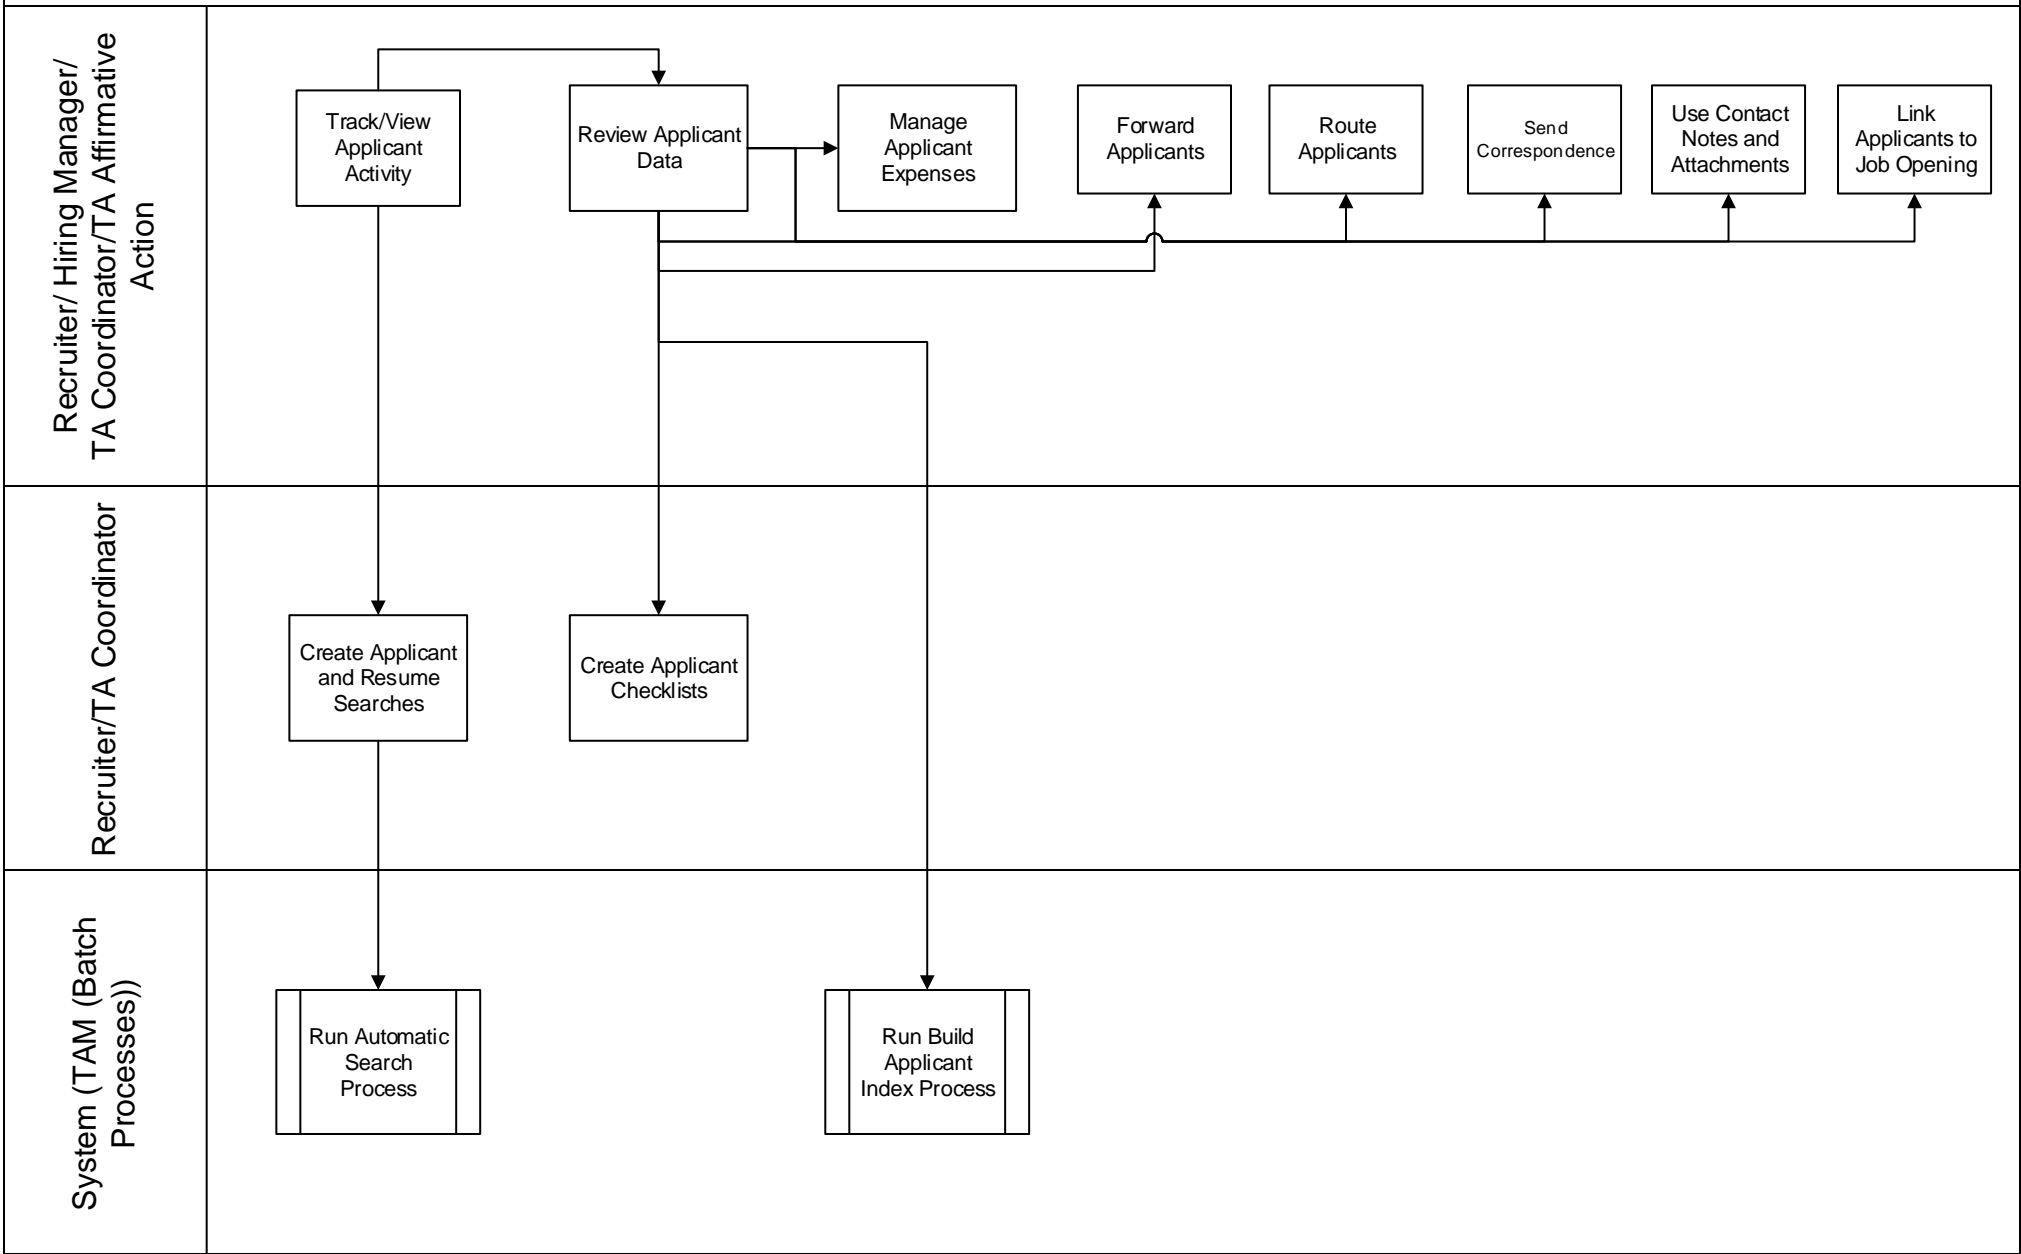 Recruiter/ Hiring Manager/
TA Coordinator/TA Affirmative
Action
Track/View
Applicant
Activity
Review Applicant
Data
Manage
Applicant
Expenses
Forward
Applicants
Route
Applicants
Send
Correspondence
Use Contact
Notes and
Attachments
Link
Applicants to
Job Opening
Recruiter/TA Coordinator
Create Applicant
and Resume
Searches
Create Applicant
Checklists
System (TAM (Batch
Processes))
Run Automatic
Search
Process
Run Build
Applicant
Index Process